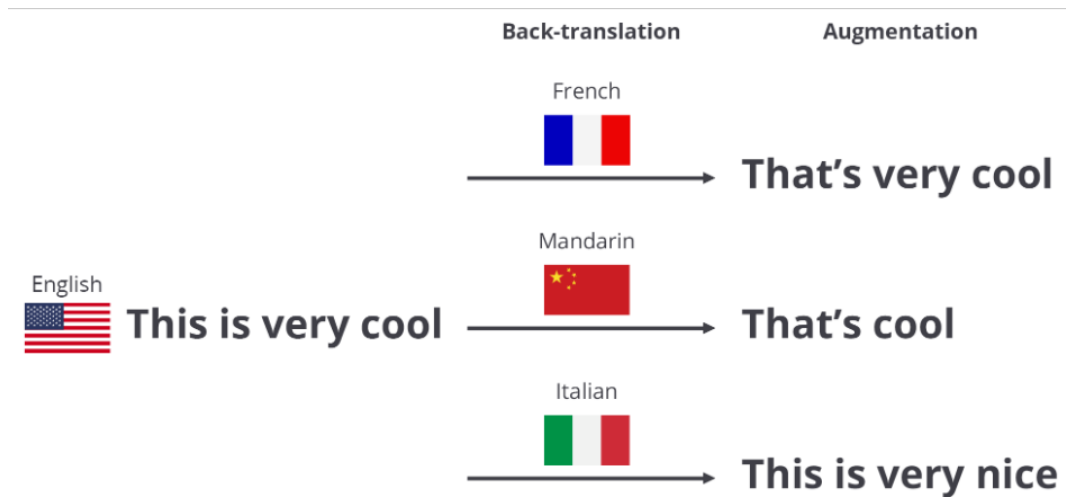 Back-translation Augmentation
French
That's very cool
Mandarin
That's cool
English
This is very cool
Italian
This is very nice